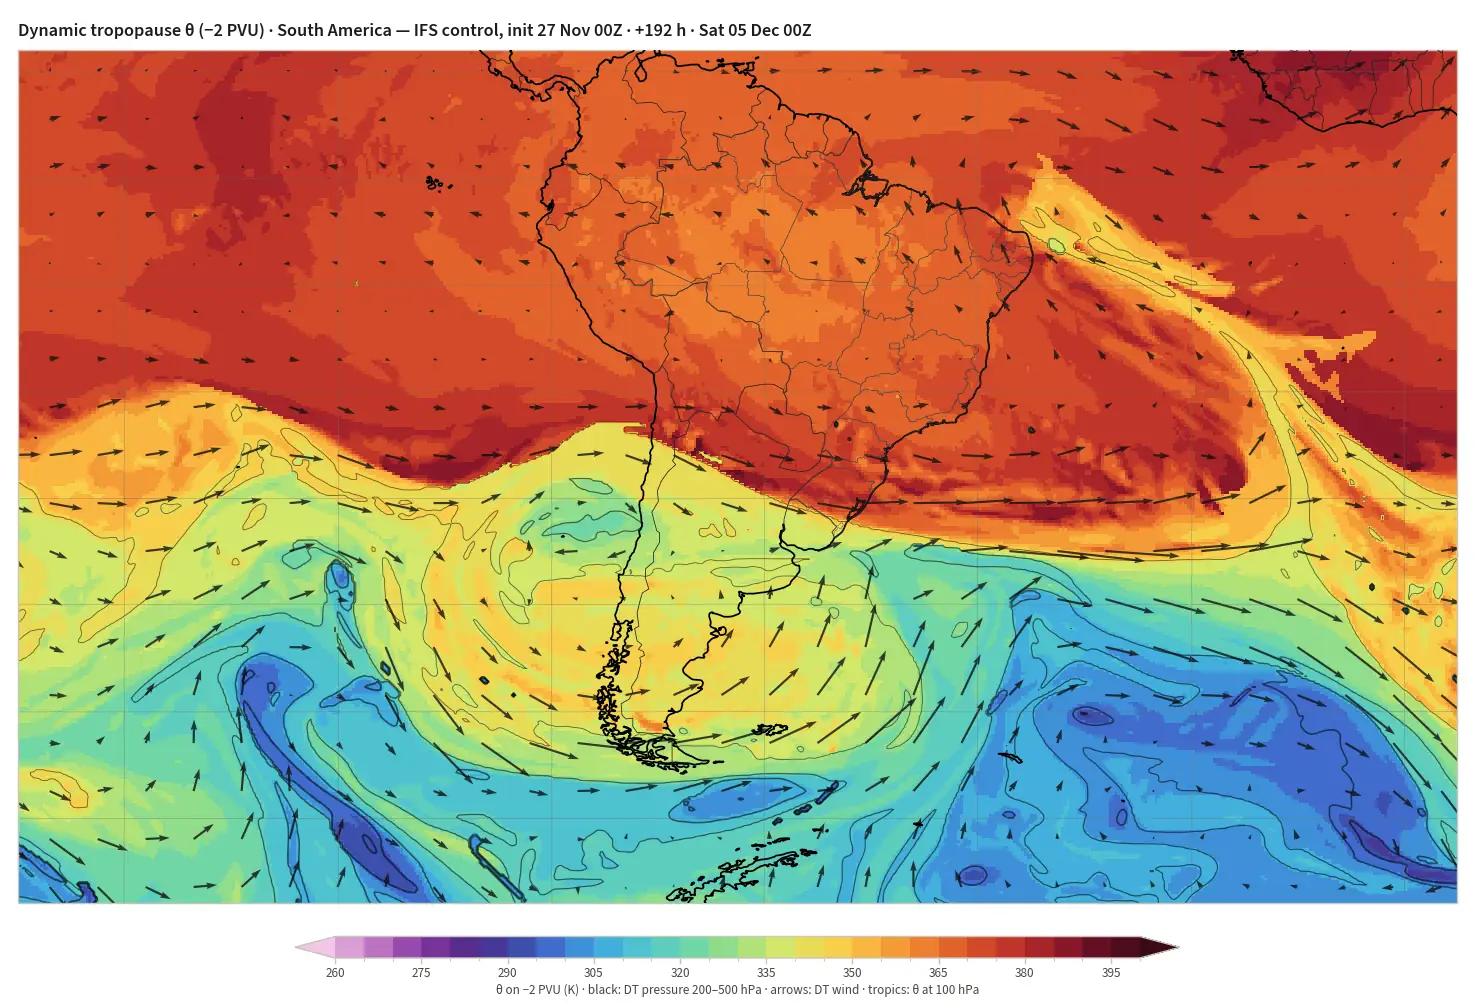 Dynamic tropopause θ (−2 PVU) · South America — IFS control, init 27 Nov 00Z · +192 h · Sat 05 Dec 00Z
260 275 290 305 320 335 350 365 380 395
θ on −2 PVU (K) · black: DT pressure 200–500 hPa · arrows: DT wind · tropics: θ at 100 hPa